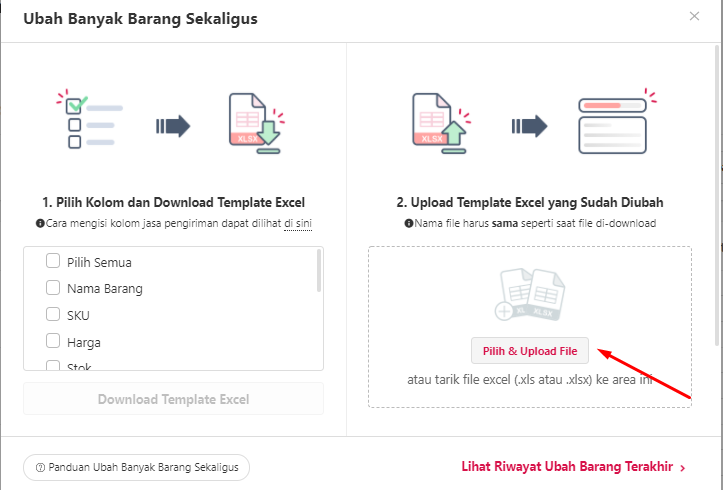 Ubah Banyak Barang Sekaligus
XLSX
XLSX
1. Pilih Kolom dan Download Template Excel
Cara mengisi kolom jasa pengiriman dapat dilihat di sini
Pilih Semua
Nama Barang
SKU
Harga
Stok
Download Template Excel
2. Upload Template Excel yang Sudah Diubah
Nama file harus sama seperti saat file di-download
XL
XLSX
Pilih & Upload File
atau tarik file excel (.xls atau .xlsx) ke area ini
Panduan Ubah Banyak Barang Sekaligus
Lihat Riwayat Ubah Barang Terakhir